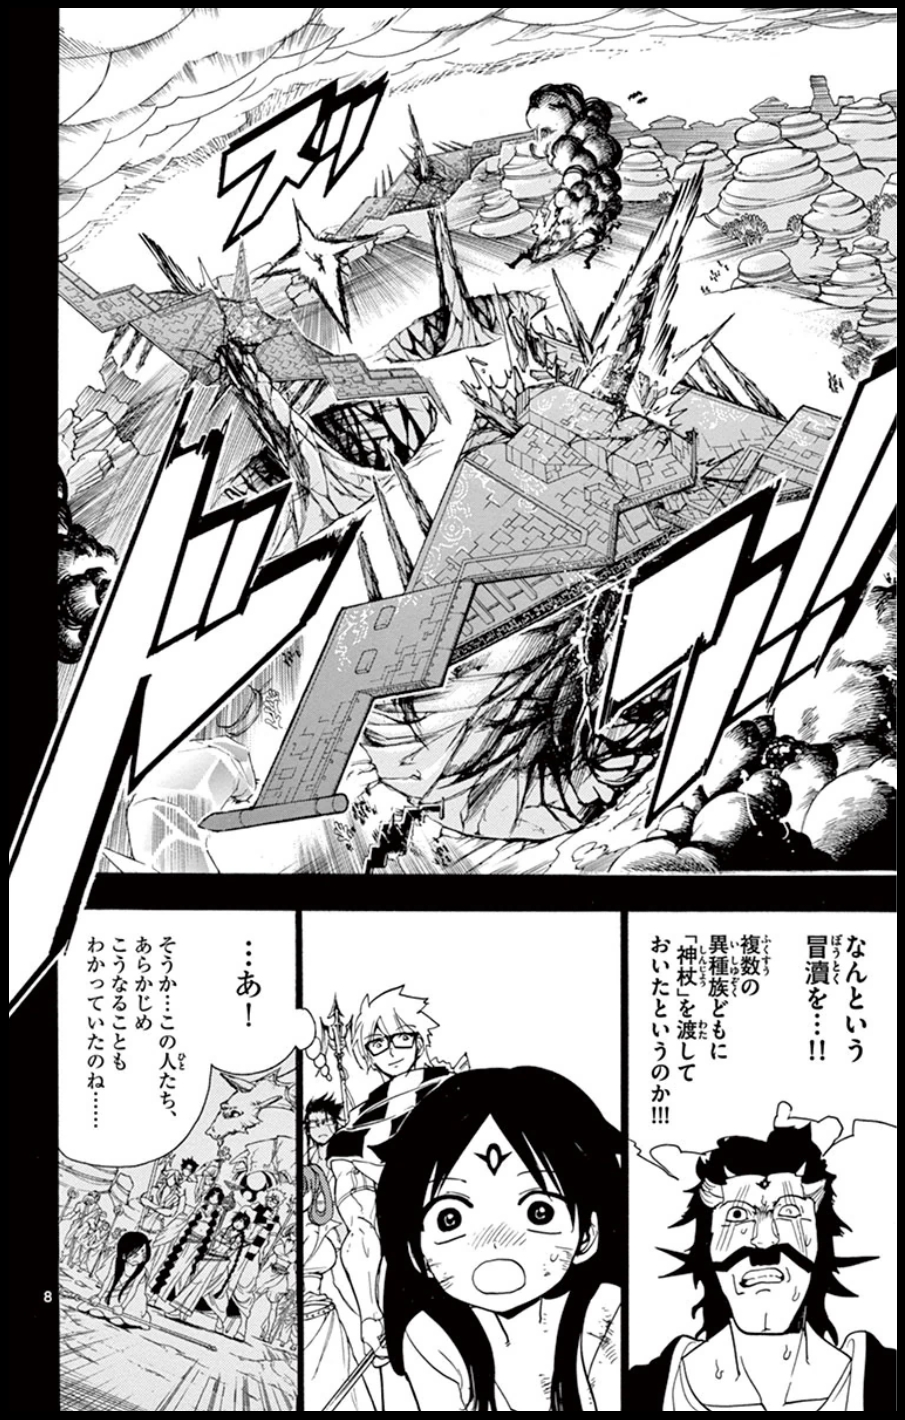 ズッ
ドッ!!
なんという
冒瀆を…!!
複数の
異種族どもに
「神杖」を渡して
おいたというのか!!!
…あ!
そうか…この人たち、
あらかじめ
こうなることも
わかっていたのね……
8